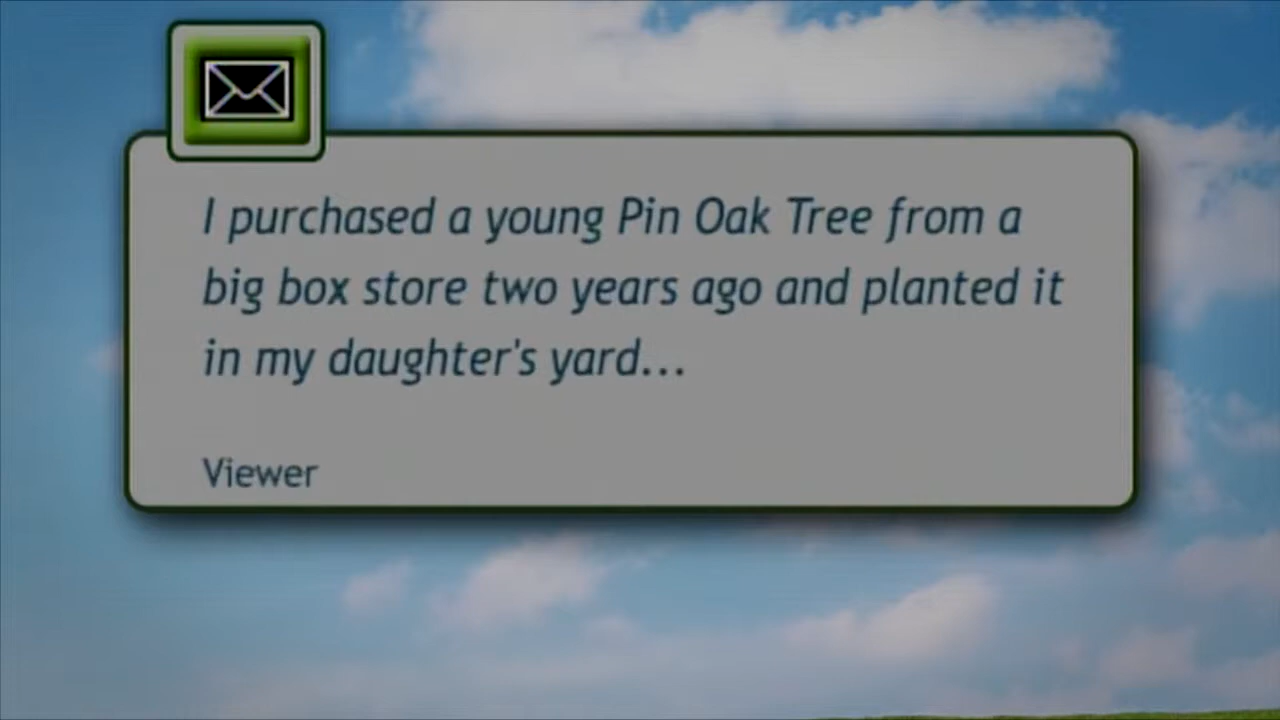 I purchased a young Pin Oak Tree from a
big box store two years ago and planted it
in my daughter's yard...
Viewer